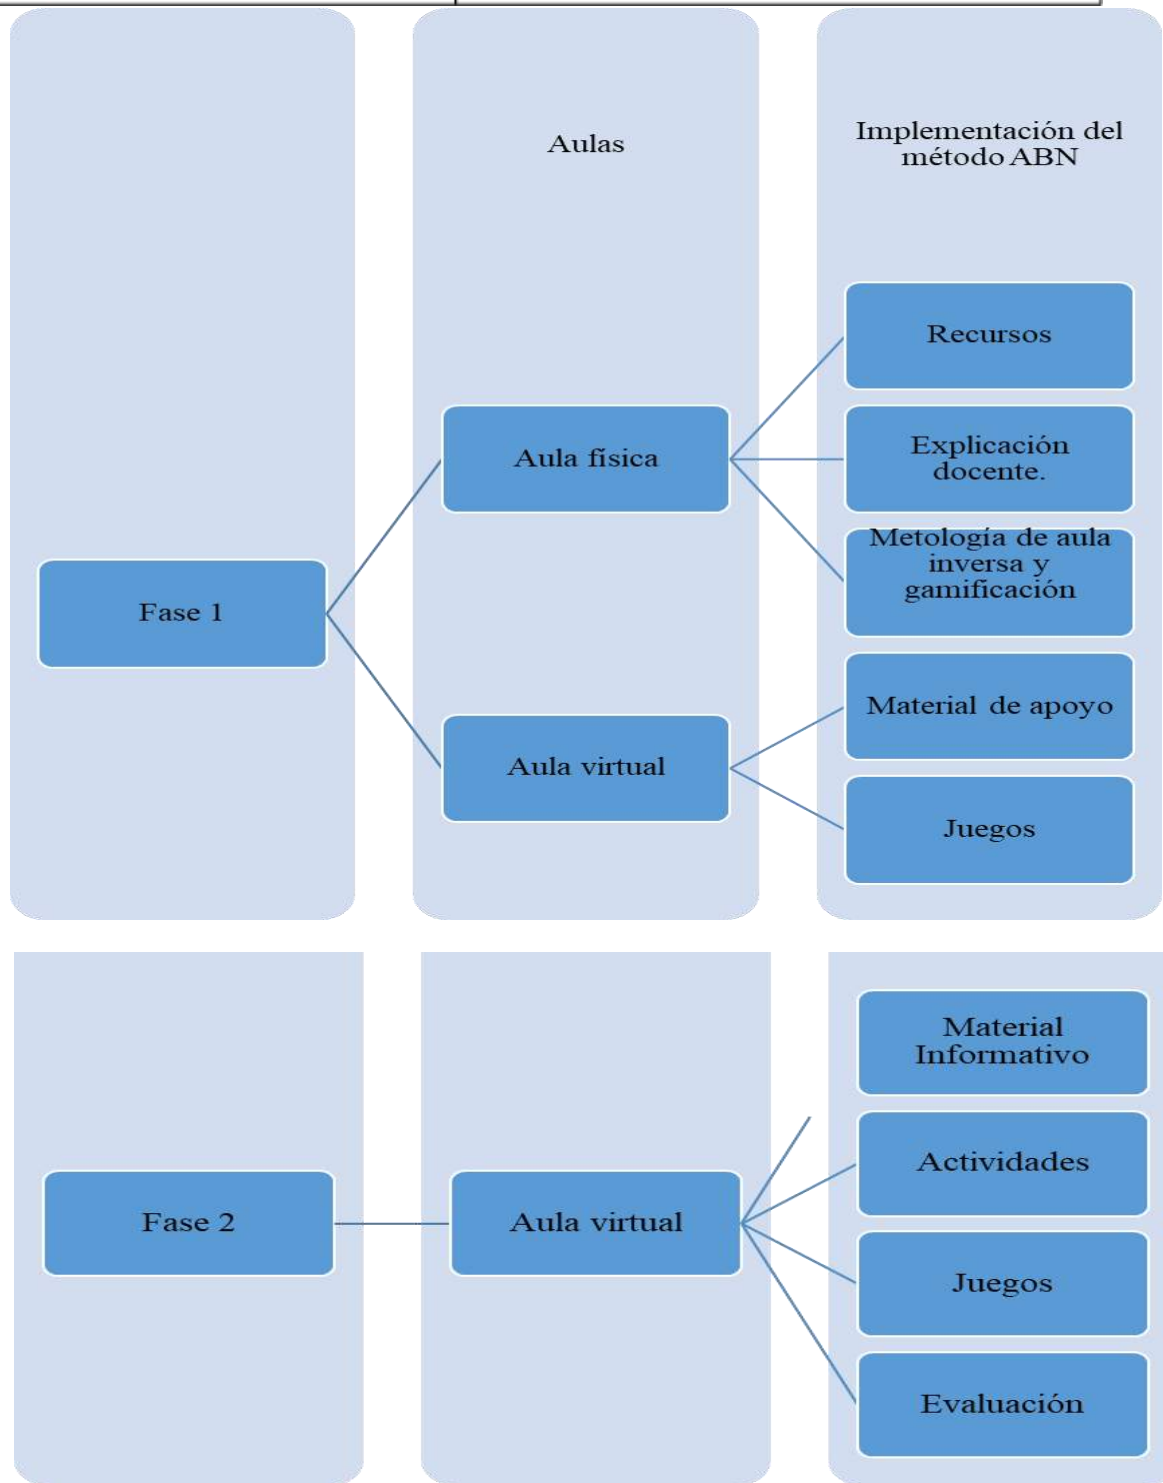 Aulas
Implementación del
método ABN
Recursos
Aula física
Explicación
docente.
Metología de aula
inversa y
gamificación
Fase 1
Material de apoyo
Aula virtual
Juegos
Material
Informativo
Actividades
Fase 2
Aula virtual
Juegos
Evaluación